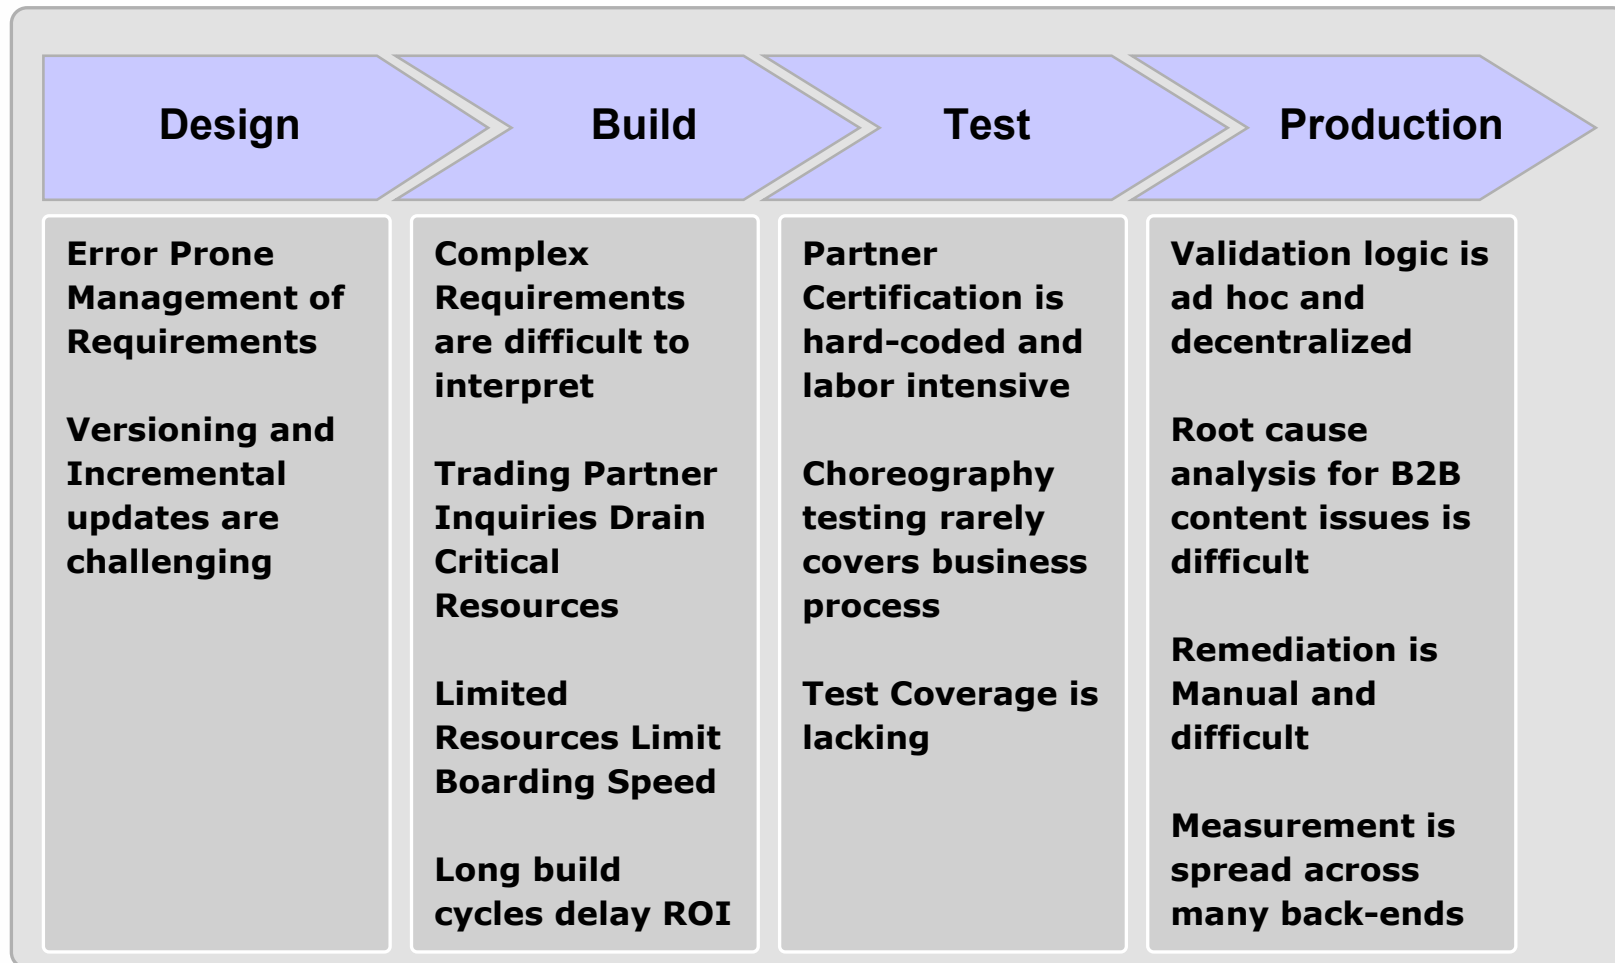 Design
Build
Test
Production
Error Prone
Management of
Requirements
Versioning and
Incremental
updates are
challenging
Complex
Requirements
are difficult to
interpret
Trading Partner
Inquiries Drain
Critical
Resources
Limited
Resources Limit
Boarding Speed
Long build
cycles delay ROI
Partner
Certification is
hard-coded and
labor intensive
Choreography
testing rarely
covers business
process
Test Coverage is
lacking
Validation logic is
ad hoc and
decentralized
Root cause
analysis for B2B
content issues is
difficult
Remediation is
Manual and
difficult
Measurement is
spread across
many back-ends